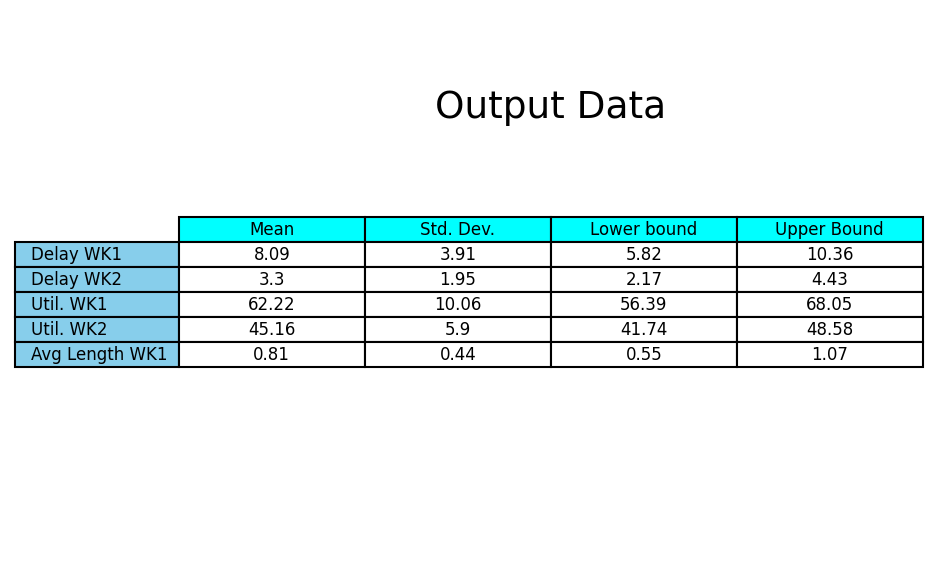 Output Data
Mean Std. Dev. Lower bound Upper Bound
Delay WK1 8.09 3.91 5.82 10.36
Delay WK2 3.3 1.95 2.17 4.43
Util. WK1 62.22 10.06 56.39 68.05
Util. WK2 45.16 5.9 41.74 48.58
Avg Length WK1 0.81 0.44 0.55 1.07